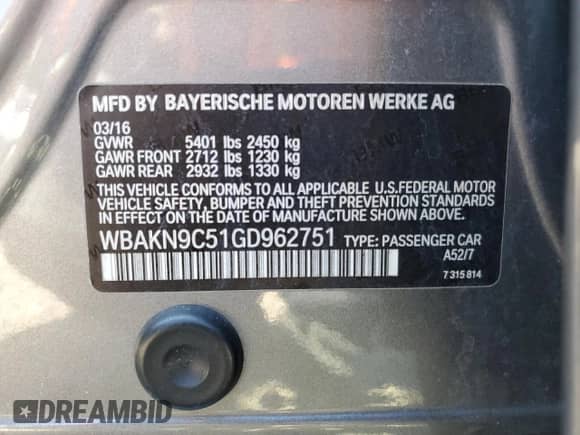 MFD BY BAYERISCHE MOTOREN WERKE AG
03/16
GVWR 5401 lbs 2450 kg
GAWR FRONT 2712 lbs 1230 kg
GAWR REAR 2932 lbs 1330 kg
THIS VEHICLE CONFORMS TO ALL APPLICABLE U.S.FEDERAL MOTOR
VEHICLE SAFETY, BUMPER AND THEFT PREVENTION STANDARDS
IN EFFECT ON THE DATE OF MANUFACTURE SHOWN ABOVE.
WBAKN9C51GD962751 TYPE: PASSENGER CAR
A52/7
7 315 814
DREAMBID